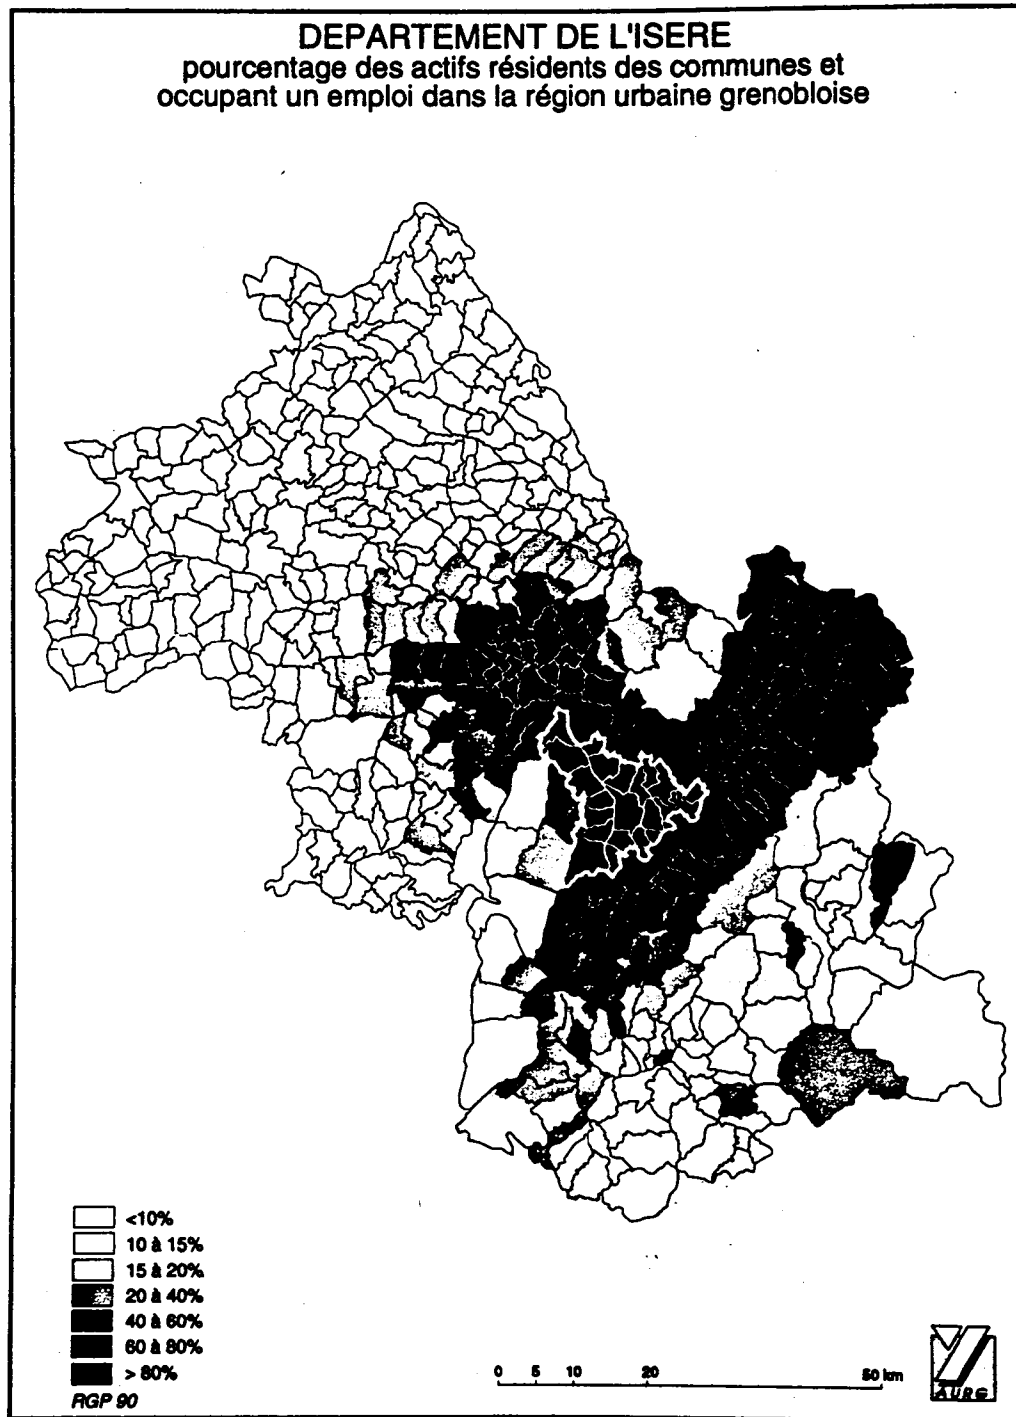 DEPARTEMENT DE L'ISERE
pourcentage des actifs résidents des communes et
occupant un emploi dans la région urbaine grenobloise
<10%
10 à 15%
15 à 20%
20 à 40%
40 à 60%
60 à 80%
> 80%
RGP 90
0 5 10 20 50 km
AURG